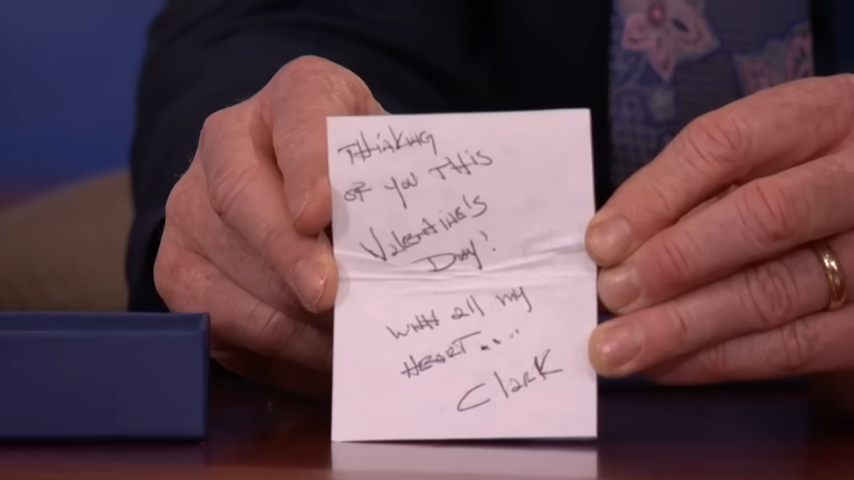 Thinking
of you this
Valentine's
Day!
with all my
Heart....
Clark